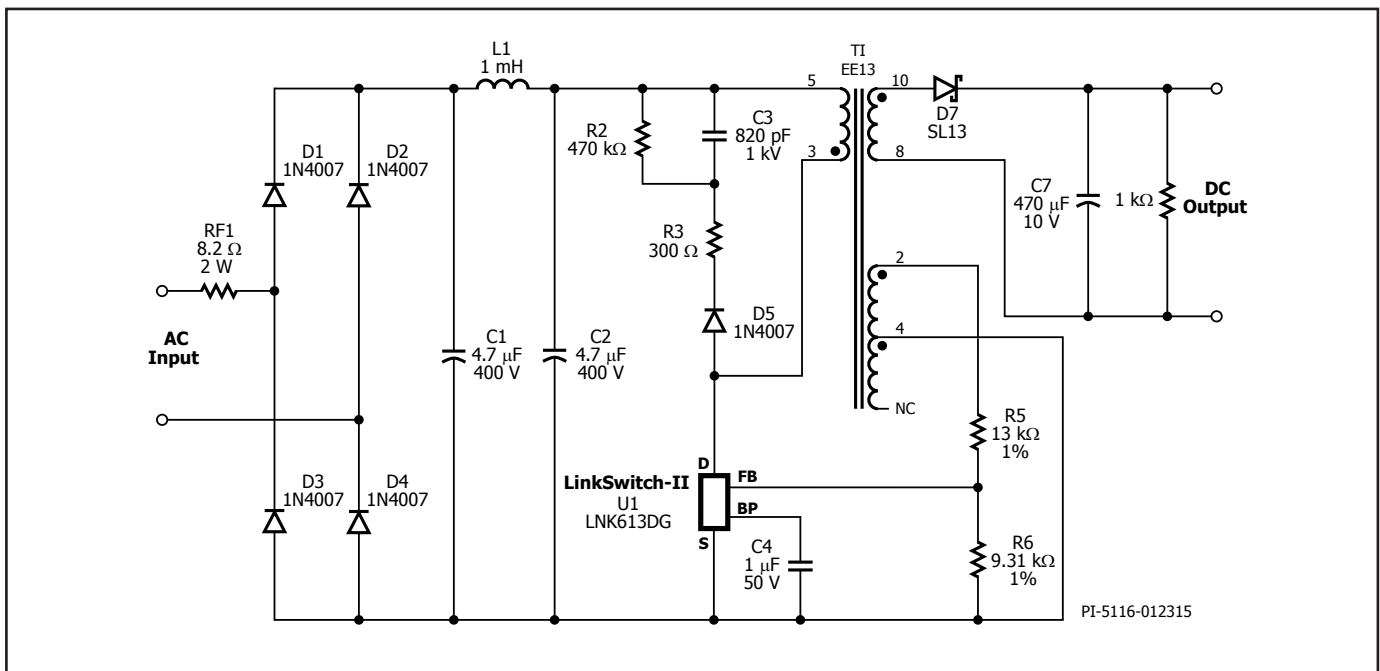 L1
1 mH
TI
EE13
5
10
D7
SL13
3
8
R2
470 kΩ
C3
820 pF
1 kV
D1
1N4007
D2
1N4007
C7
470 μF
10 V
1 kΩ
DC
Output
RF1
8.2 Ω
2 W
R3
300 Ω
2
AC
Input
D5
1N4007
C1
4.7 μF
400 V
C2
4.7 μF
400 V
4
NC
R5
13 kΩ
1%
D3
1N4007
D4
1N4007
LinkSwitch-II
U1
LNK613DG
D
FB
BP
S
C4
1 μF
50 V
R6
9.31 kΩ
1%
PI-5116-012315